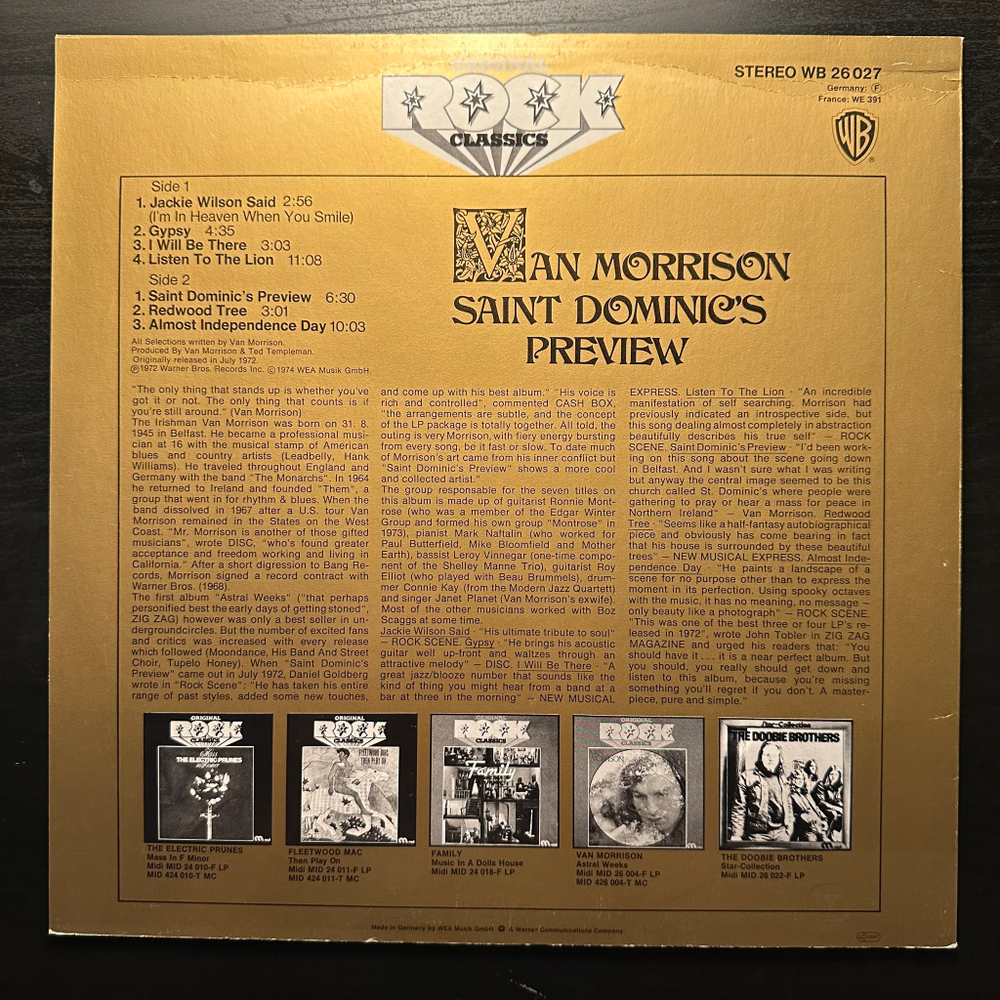 ORIGINAL
ROCK
CLASSICS
STEREO WB 26 027
Germany: Ⓕ
France: WE 391
WB
®
Side 1
1. Jackie Wilson Said 2:56
(I'm In Heaven When You Smile)
2. Gypsy 4:35
3. I Will Be There 3:03
4. Listen To The Lion 11:08
Side 2
1. Saint Dominic's Preview 6:30
2. Redwood Tree 3:01
3. Almost Independence Day 10:03
All Selections written by Van Morrison.
Produced By Van Morrison & Ted Templeman.
Originally released in July 1972.
Ⓟ1972 Warner Bros. Records Inc. ©1974 WEA Musik GmbH
VAN MORRISON
SAINT DOMINIC'S
PREVIEW
"The only thing that stands up is whether you've
got it or not. The only thing that counts is if
you're still around." (Van Morrison)
The Irishman Van Morrison was born on 31. 8.
1945 in Belfast. He became a professional musi-
cian at 16 with the musical stamp of American
blues and country artists (Leadbelly, Hank
Williams). He traveled throughout England and
Germany with the band "The Monarchs". In 1964
he returned to Ireland and founded "Them", a
group that went in for rhythm & blues. When the
band dissolved in 1967 after a U.S. tour Van
Morrison remained in the States on the West
Coast. "Mr. Morrison is another of those gifted
musicians", wrote DISC, "who's found greater
acceptance and freedom working and living in
California." After a short digression to Bang Re-
cords, Morrison signed a record contract with
Warner Bros. (1968).
The first album "Astral Weeks" ("that perhaps
personified best the early days of getting stoned",
ZIG ZAG) however was only a best seller in un-
dergroundcircles. But the number of excited fans
and critics was increased with every release
which followed (Moondance, His Band And Street
Choir, Tupelo Honey). When "Saint Dominic's
Preview" came out in July 1972, Daniel Goldberg
wrote in "Rock Scene": "He has taken his entire
range of past styles, added some new touches,
and come up with his best album." "His voice is
rich and controlled", commented CASH BOX,
"the arrangements are subtle, and the concept
of the LP package is totally together. All told, the
outing is very Morrison, with fiery energy bursting
from every song, be it fast or slow. To date much
of Morrison's art came from his inner conflict but
"Saint Dominic's Preview" shows a more cool
and collected artist."
The group responsible for the seven titles on
this album is made up of guitarist Ronnie Mont-
rose (who was a member of the Edgar Winter
Group and formed his own group "Montrose" in
1973), pianist Mark Naftalin (who worked for
Paul Butterfield, Mike Bloomfield and Mother
Earth), bassist Leroy Vinnegar (one-time compo-
nent of the Shelley Manne Trio), guitarist Roy
Elliot (who played with Beau Brummels), drum-
mer Connie Kay (from the Modern Jazz Quartett)
and singer Janet Planet (Van Morrison's exwife).
Most of the other musicians worked with Boz
Scaggs at some time.
Jackie Wilson Said · "His ultimate tribute to soul"
– ROCK SCENE. Gypsy · "He brings his acoustic
guitar well up-front and waltzes through an
attractive melody" – DISC. I Will Be There · "A
great jazz/blooze number that sounds like the
kind of thing you might hear from a band at a
bar at three in the morning" – NEW MUSICAL
EXPRESS. Listen To The Lion · "An incredible
manifestation of self searching. Morrison had
previously indicated an introspective side, but
this song dealing almost completely in abstraction
beautifully describes his true self" – ROCK
SCENE. Saint Dominic's Preview · "I'd been work-
ing on this song about the scene going down
in Belfast. And I wasn't sure what I was writing
but anyway the central image seemed to be this
church called St. Dominic's where people were
gathering to pray or hear a mass for peace in
Northern Ireland" – Van Morrison. Redwood
Tree · "Seems like a half-fantasy autobiographical
piece and obviously has come bearing in fact
that his house is surrounded by these beautiful
trees" – NEW MUSICAL EXPRESS. Almost Inde-
pendence Day · "He paints a landscape of a
scene for no purpose other than to express the
moment in its perfection. Using spooky octaves
with the music, it has no meaning, no message –
only beauty like a photograph" – ROCK SCENE.
"This was one of the best three or four LP's re-
leased in 1972", wrote John Tobler in ZIG ZAG
MAGAZINE and urged his readers that: "You
should have it . . . it is a near perfect album. But
you should, you really should get down and
listen to this album, because you're missing
something you'll regret if you don't. A master-
piece, pure and simple."
ORIGINAL
ROCK
CLASSICS
Mass
THE ELECTRIC PRUNES
THE ELECTRIC PRUNES
Mass In F Minor
Midi MID 24 010-F LP
MID 424 010-T MC
ORIGINAL
ROCK
CLASSICS
FLEETWOOD MAC
THEN PLAY ON
FLEETWOOD MAC
Then Play On
Midi MID 24 011-F LP
MID 424 011-T MC
ORIGINAL
ROCK
CLASSICS
Family
FAMILY
Music In A Dolls House
Midi MID 24 018-F LP
ORIGINAL
ROCK
CLASSICS
VAN MORRISON
Astral Weeks
Midi MID 26 004-F LP
MID 426 004-T MC
Star-Collection
THE DOOBIE BROTHERS
THE DOOBIE BROTHERS
Star-Collection
Midi MID 26 022-F LP
Made in Germany by WEA Musik GmbH A Warner Communications Company.